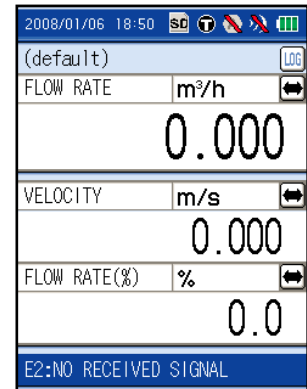 2008/01/06 18:50 SD T
(default) LOG
FLOW RATE m³/h
0.000
VELOCITY m/s
0.000
FLOW RATE(%) %
0.0
E2:NO RECEIVED SIGNAL